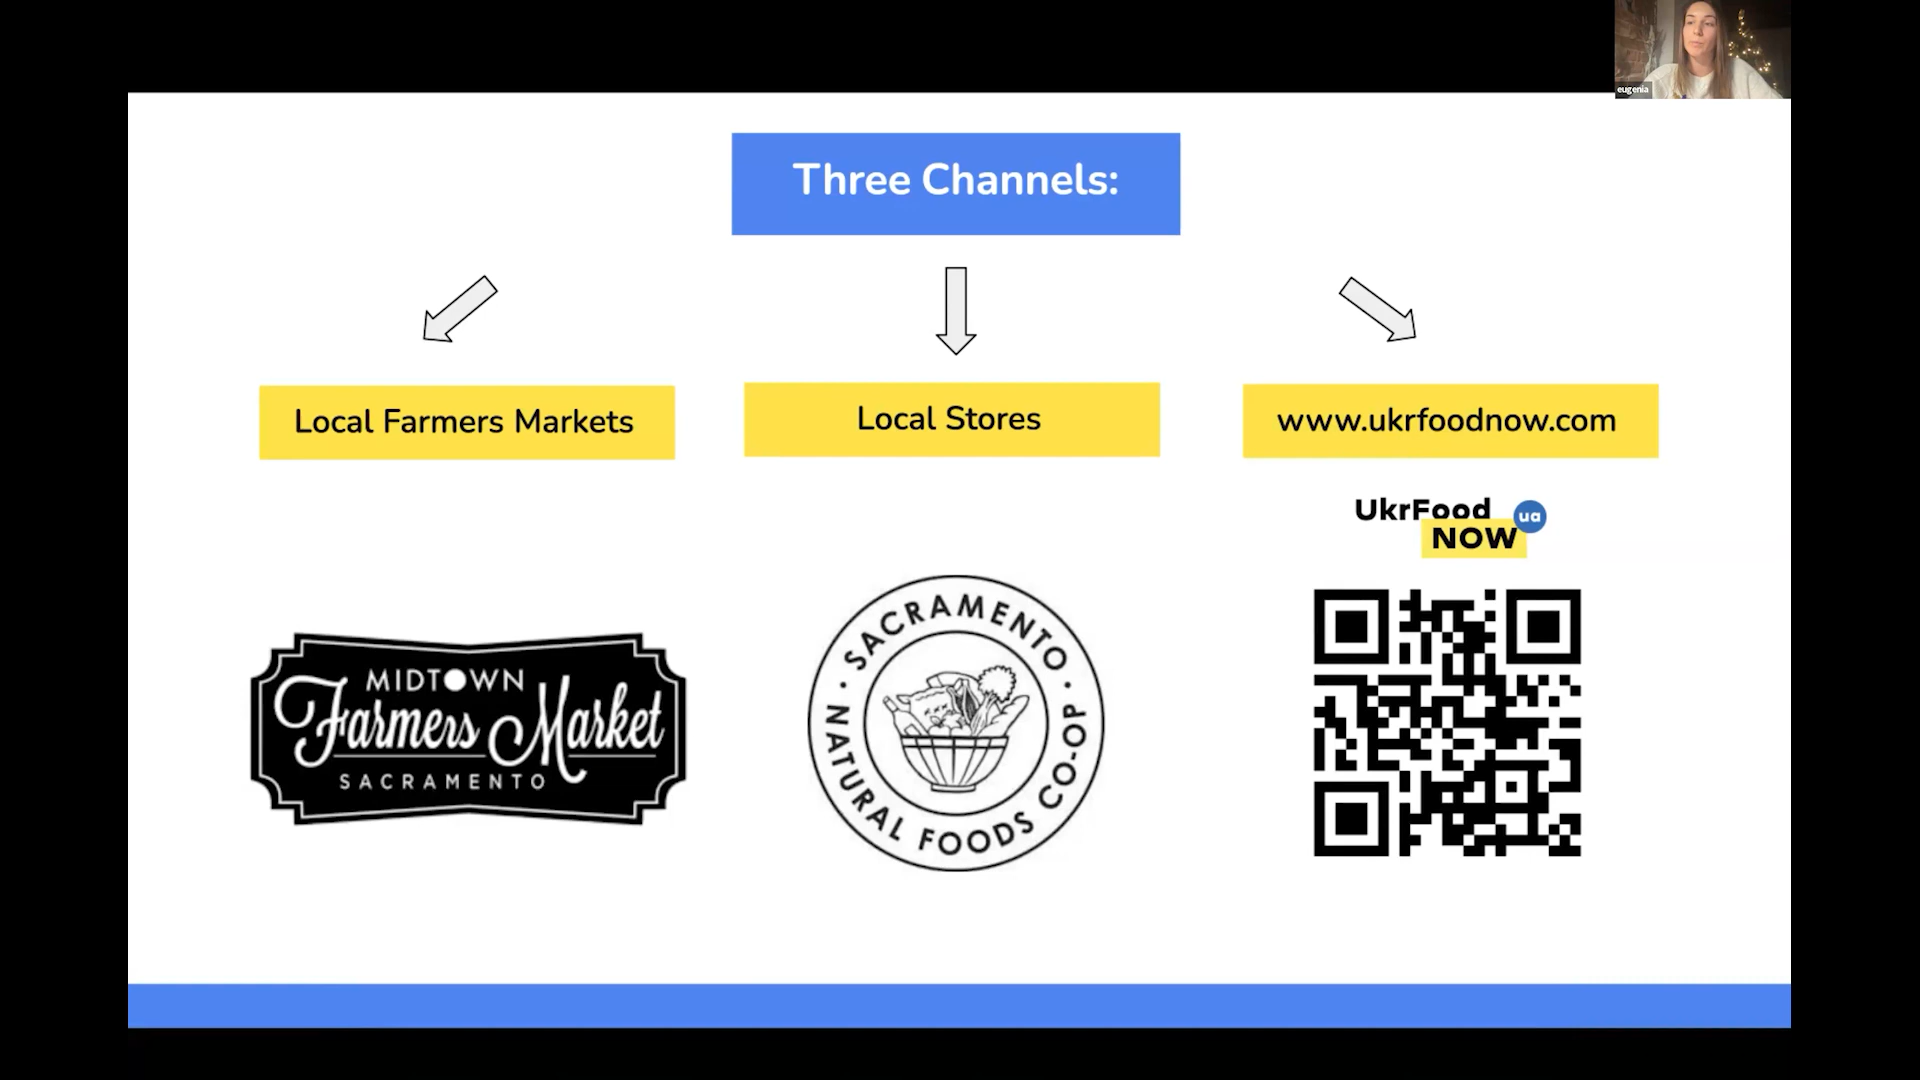 eugenia
Three Channels:
Local Farmers Markets
Local Stores
www.ukrfoodnow.com
UkrFood
ua
NOW
MIDTOWN
Farmers Market
SACRAMENTO
SACRAMENTO
NATURAL FOODS CO-OP